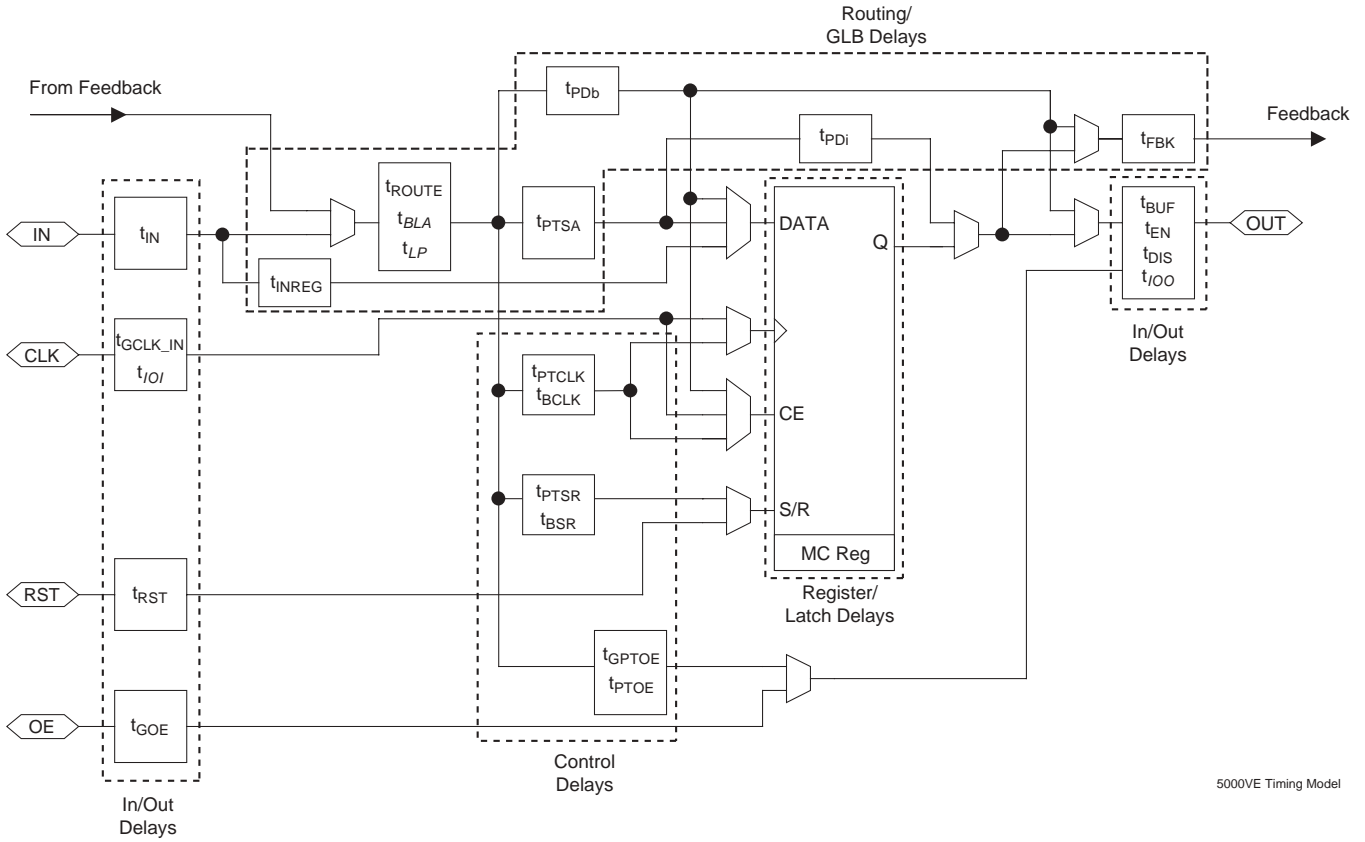 Routing/
GLB Delays
From Feedback
tPDb
Feedback
tPDi
tFBK
tROUTE
tBLA
tLP
IN
tIN
tPTSA
DATA
Q
tBUF
tEN
tDIS
tIOO
OUT
tINREG
In/Out
Delays
CLK
tGCLK_IN
tIOI
tPTCLK
tBCLK
CE
tPTSR
tBSR
S/R
MC Reg
RST
tRST
Register/
Latch Delays
tGPTOE
tPTOE
OE
tGOE
Control
Delays
In/Out
Delays
5000VE Timing Model